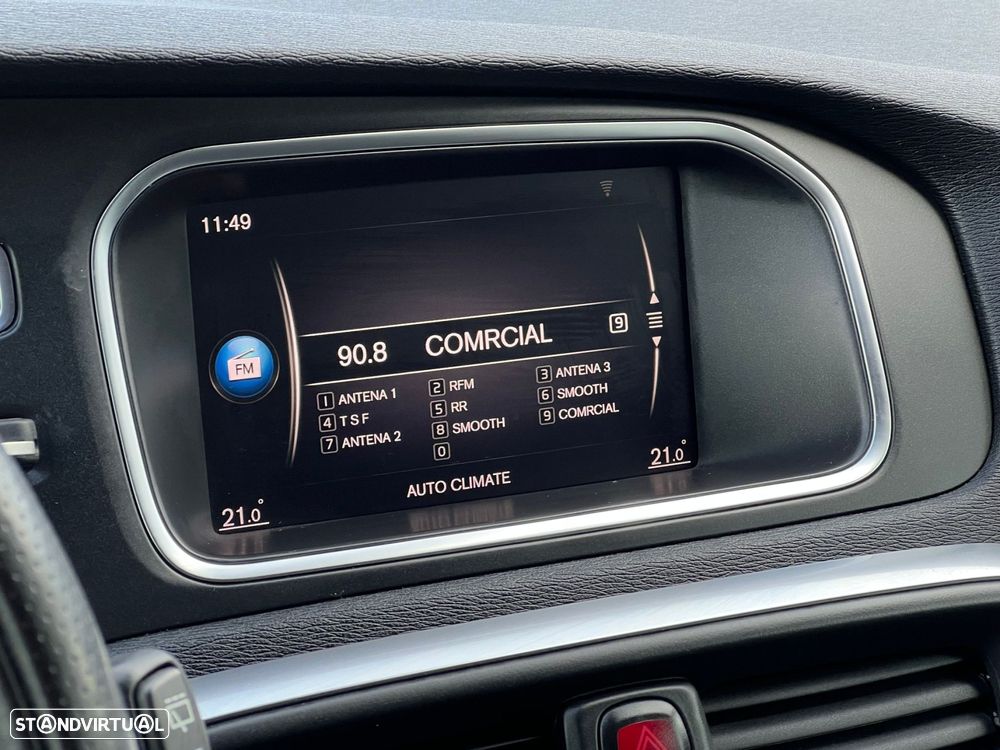 11:49
90.8 COMRCIAL 9
FM
1 ANTENA 1 2 RFM 3 ANTENA 3
4 TSF 5 RR 6 SMOOTH
7 ANTENA 2 8 SMOOTH 9 COMRCIAL
0
AUTO CLIMATE
21.0° 21.0°
STANDVIRTUAL